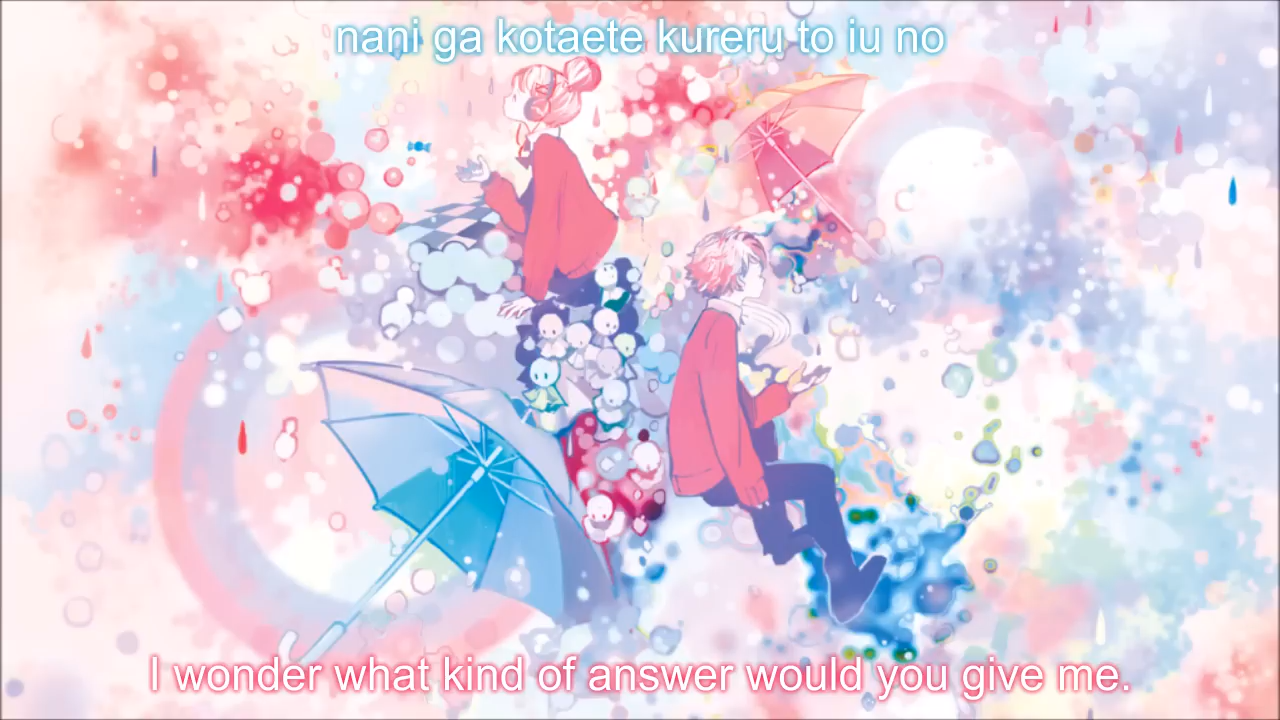 nani ga kotaete kureru to iu no
I wonder what kind of answer would you give me.